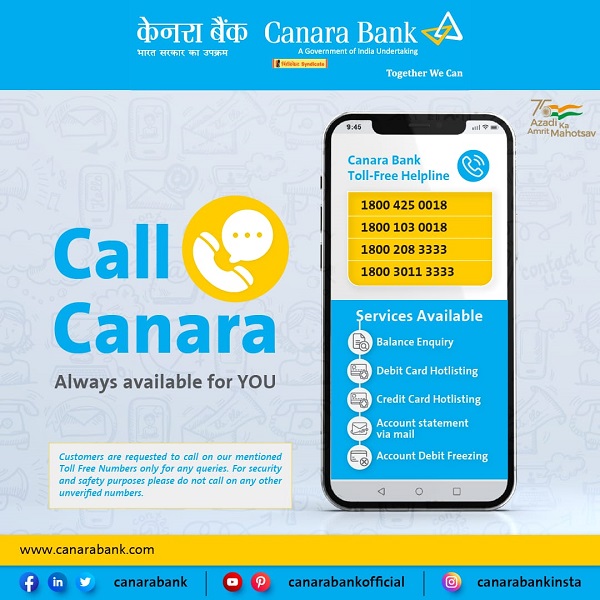 केनरा बैंक Canara Bank
भारत सरकार का उपक्रम A Government of India Undertaking
Syndicate
Together We Can
75
Azadi Ka
Amrit Mahotsav
9:45
Canara Bank
Toll-Free Helpline
1800 425 0018
1800 103 0018
1800 208 3333
1800 3011 3333
Call
Canara
Always available for YOU
Services Available
Balance Enquiry
Debit Card Hotlisting
Credit Card Hotlisting
Account statement
via mail
Account Debit Freezing
Customers are requested to call on our mentioned
Toll Free Numbers only for any queries. For security
and safety purposes please do not call on any other
unverified numbers.
www.canarabank.com
canarabank canarabankofficial canarabankinsta